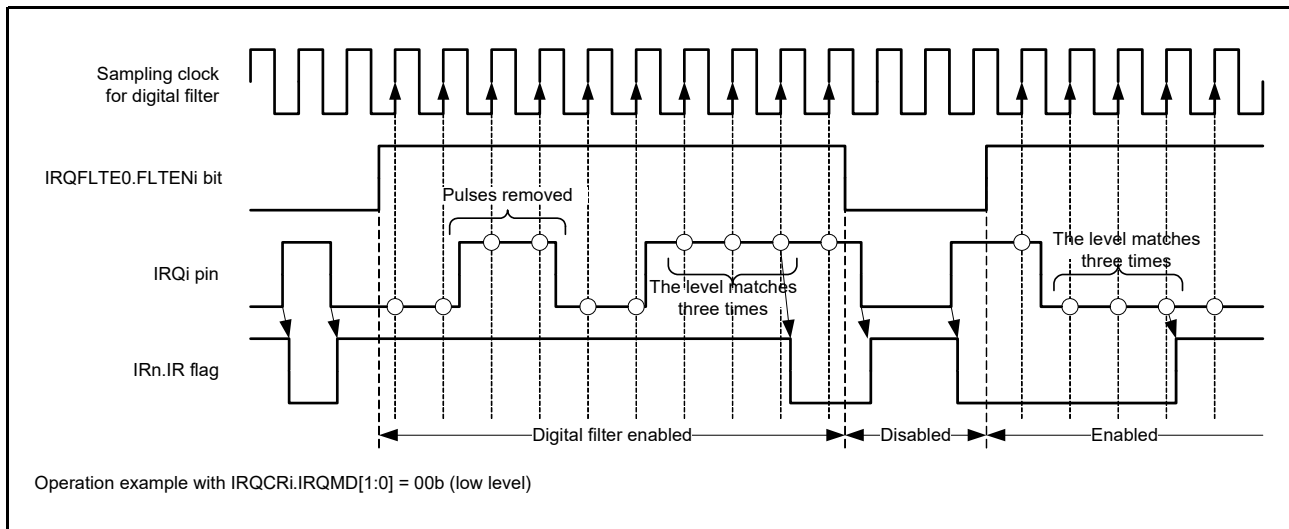 Sampling clock
for digital filter
IRQFLTE0.FLTENi bit
Pulses removed
IRQi pin
The level matches
three times
The level matches
three times
IRn.IR flag
Digital filter enabled
Disabled
Enabled
Operation example with IRQCRi.IRQMD[1:0] = 00b (low level)